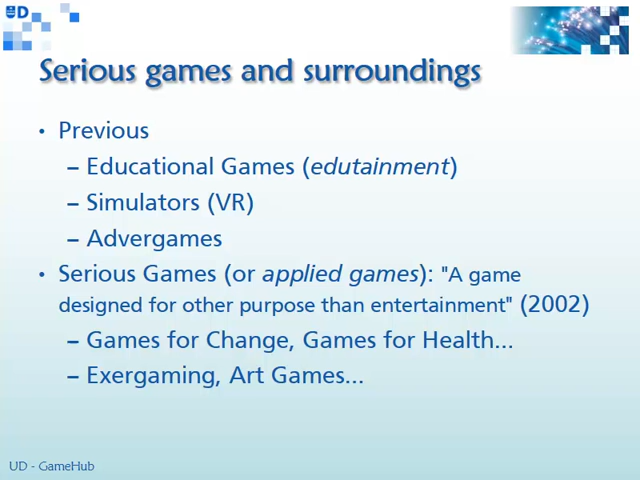 UD
Serious games and surroundings
• Previous
– Educational Games (edutainment)
– Simulators (VR)
– Advergames
• Serious Games (or applied games): "A game
designed for other purpose than entertainment" (2002)
– Games for Change, Games for Health...
– Exergaming, Art Games...
UD - GameHub